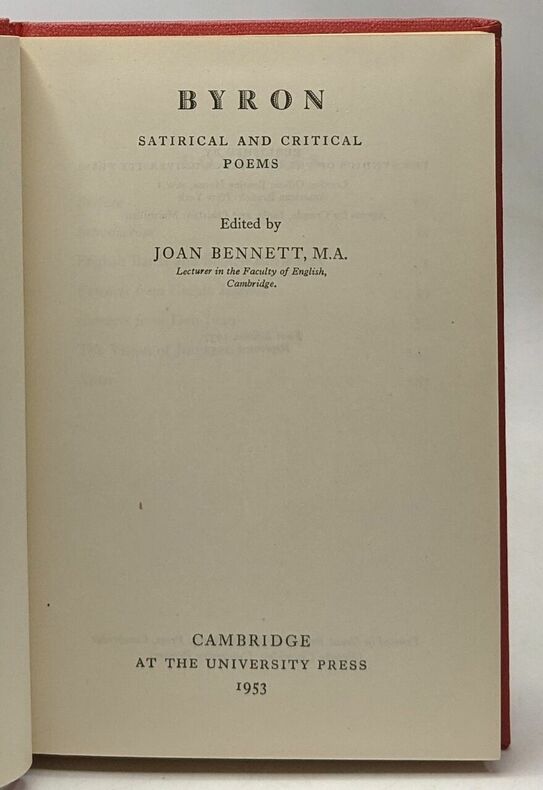 BYRON
SATIRICAL AND CRITICAL
POEMS
Edited by
JOAN BENNETT, M.A.
Lecturer in the Faculty of English,
Cambridge.
CAMBRIDGE
AT THE UNIVERSITY PRESS
1953